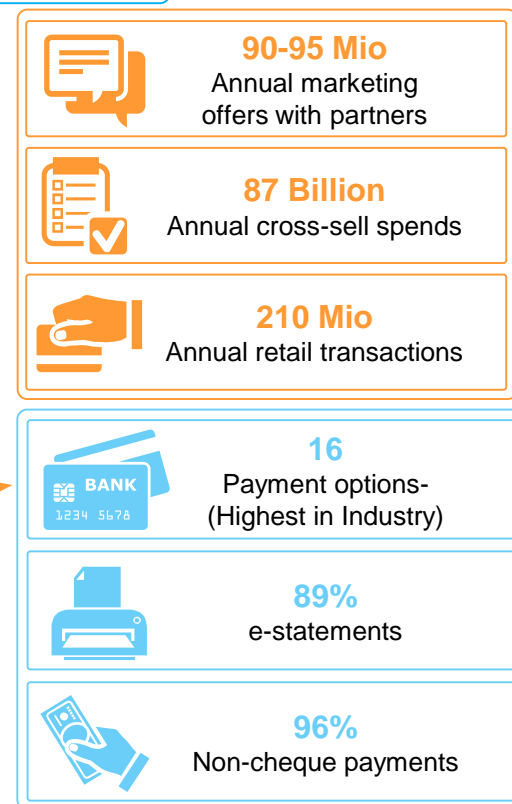 90-95 Mio
Annual marketing
offers with partners
87 Billion
Annual cross-sell spends
210 Mio
Annual retail transactions
BANK
1234 5678
16
Payment options-
(Highest in Industry)
89%
e-statements
96%
Non-cheque payments